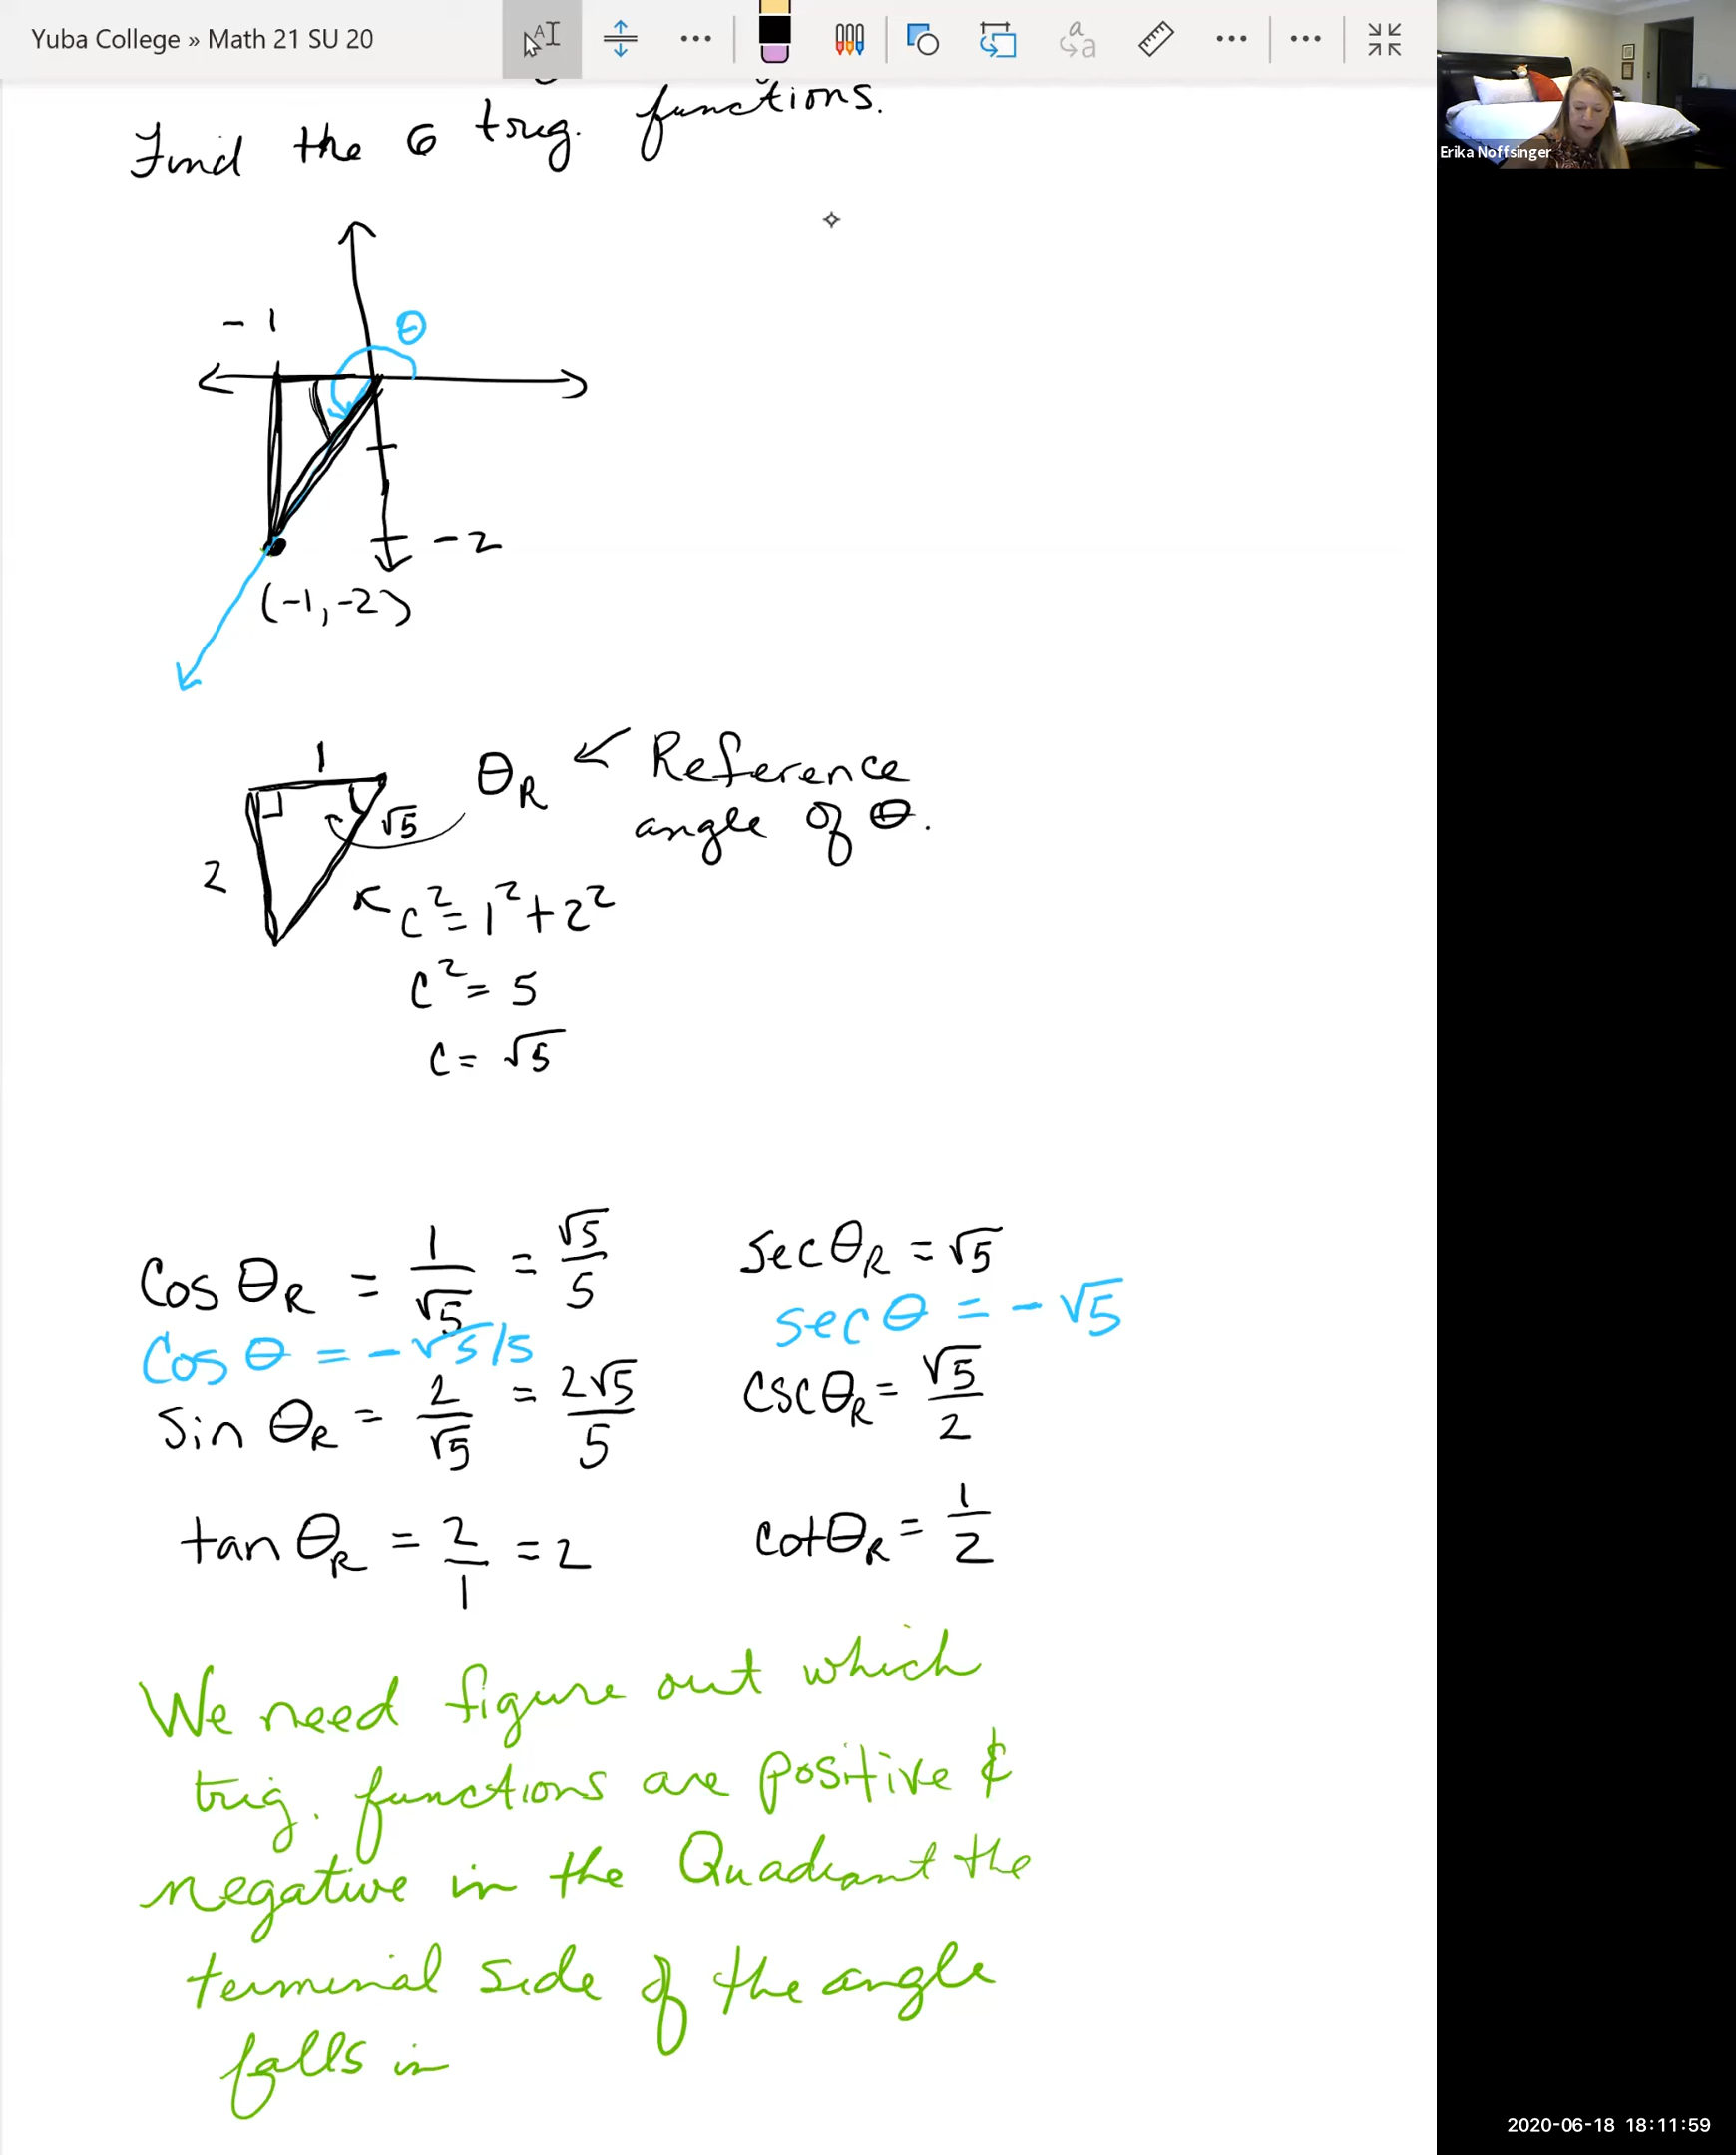 Yuba College » Math 21 SU 20
Erika Noffsinger
Find the 6 trig. functions.
-1
θ
-2
(-1,-2)
1
θR ← Reference
angle of θ.
√5
2
c² = 1² + 2²
c² = 5
c = √5
Cos θR = 1/√5 = √5/5
sec θR = √5
Cos θ = -√5/5
sec θ = -√5
Sin θR = 2/√5 = 2√5/5
csc θR = √5/2
tan θR = 2/1 = 2
cot θR = 1/2
We need figure out which
trig. functions are positive &
negative in the Quadrant the
terminal side of the angle
falls in
2020-06-18 18:11:59